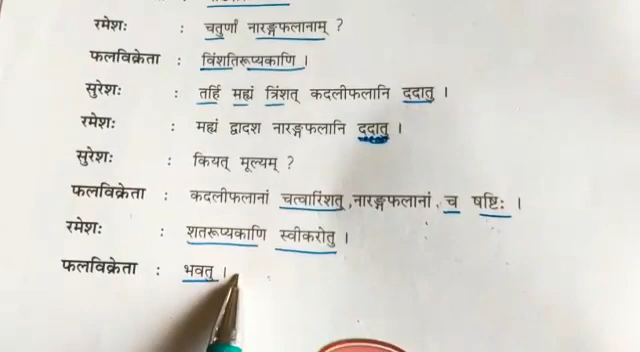 रमेशः : चतुर्णां नारङ्गफलानाम् ?
फलविक्रेता : विंशतिरूप्यकाणि ।
सुरेशः : तर्हि मह्यं त्रिंशत् कदलीफलानि ददातु ।
रमेशः : मह्यं द्वादश नारङ्गफलानि ददातु ।
सुरेशः : कियत् मूल्यम् ?
फलविक्रेता : कदलीफलानां चत्वारिंशत् ,नारङ्गफलानां, च षष्टिः ।
रमेशः : शतरूप्यकाणि स्वीकरोतु ।
फलविक्रेता : भवतु ।